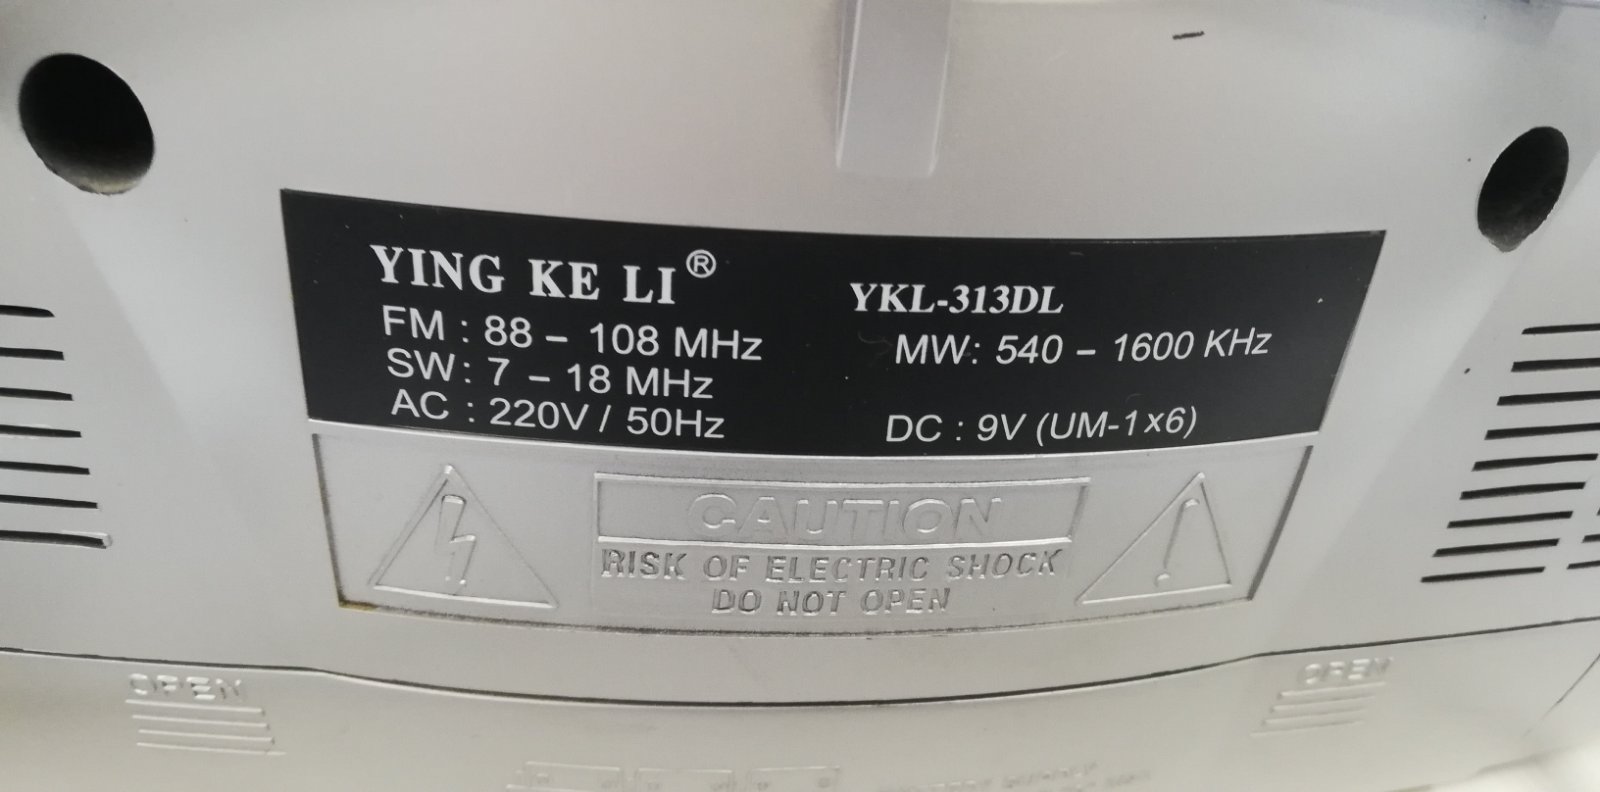 YING KE LI® YKL-313DL
FM : 88 – 108 MHz MW: 540 – 1600 KHz
SW: 7 – 18 MHz
AC : 220V / 50Hz DC : 9V (UM-1x6)
CAUTION
RISK OF ELECTRIC SHOCK
DO NOT OPEN
OPEN OPEN